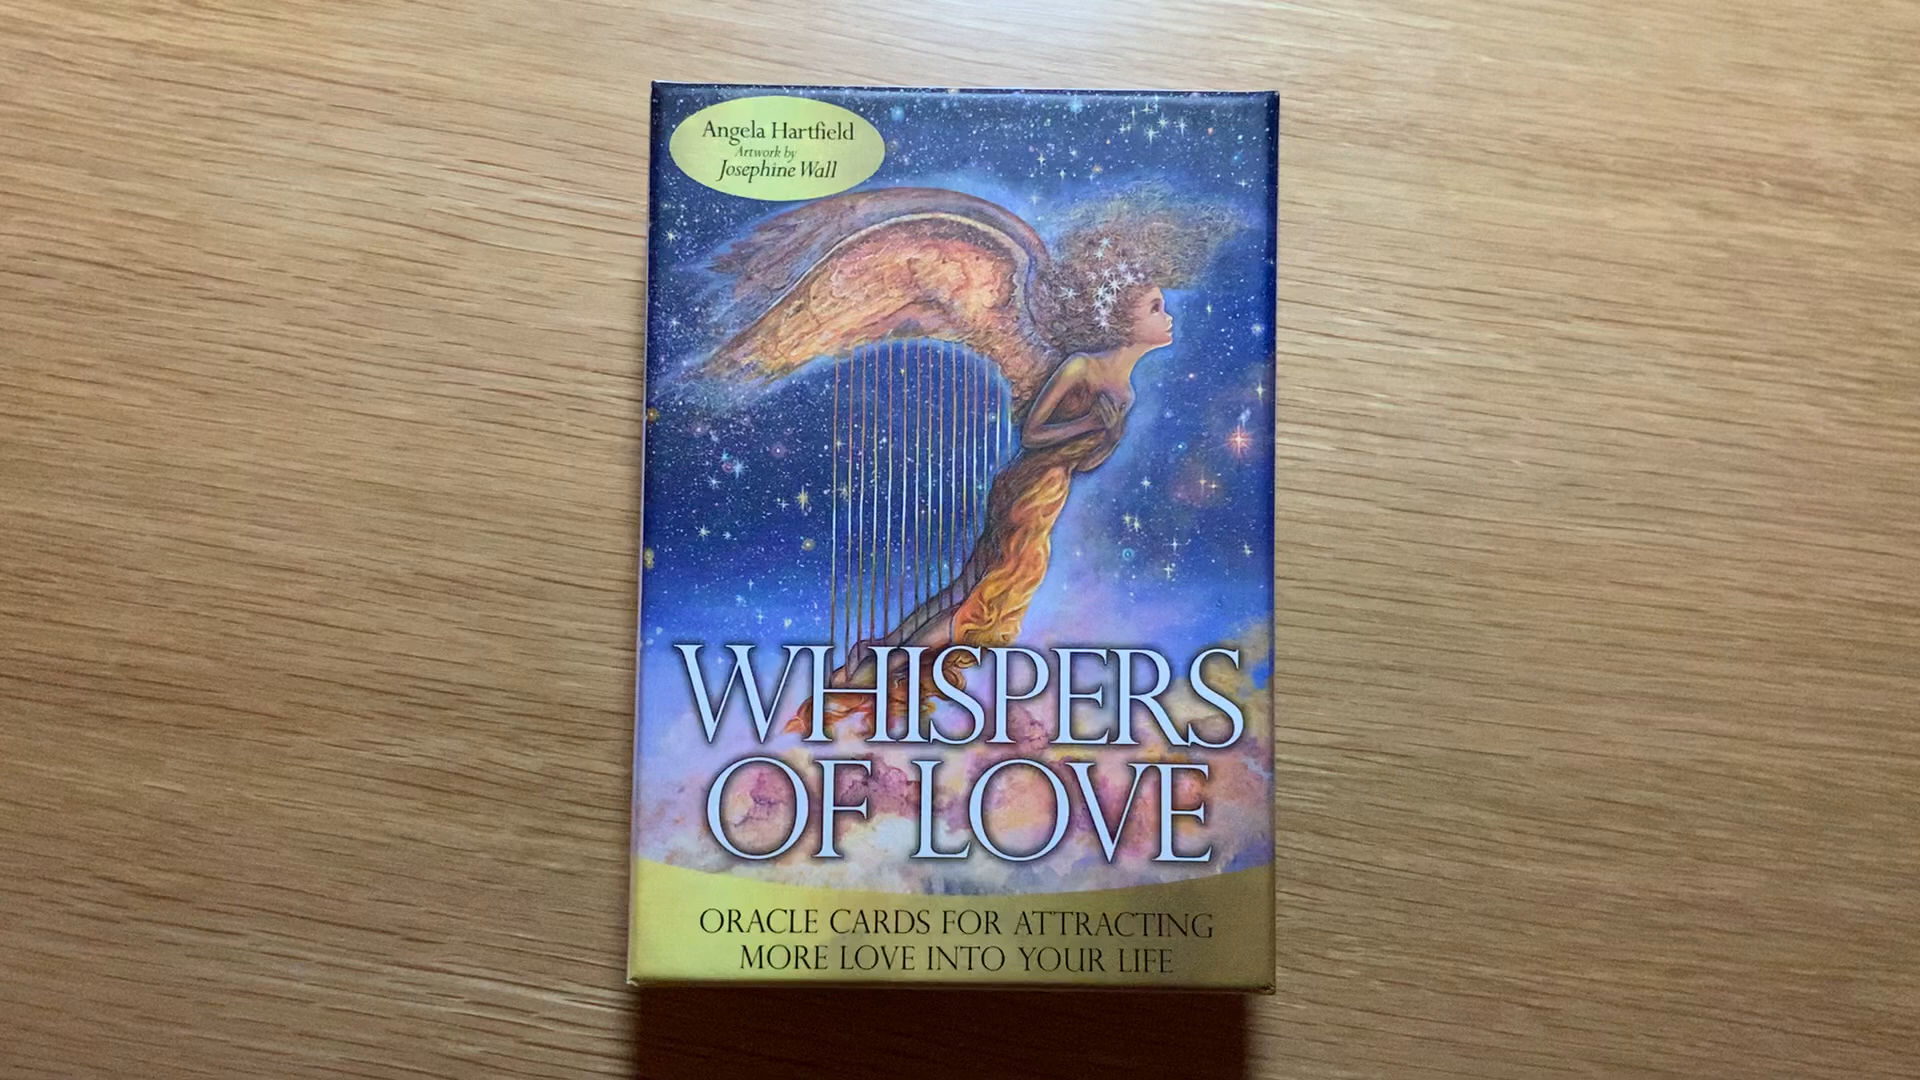 Angela Hartfield
Artwork by
Josephine Wall
WHISPERS
OF LOVE
ORACLE CARDS FOR ATTRACTING
MORE LOVE INTO YOUR LIFE